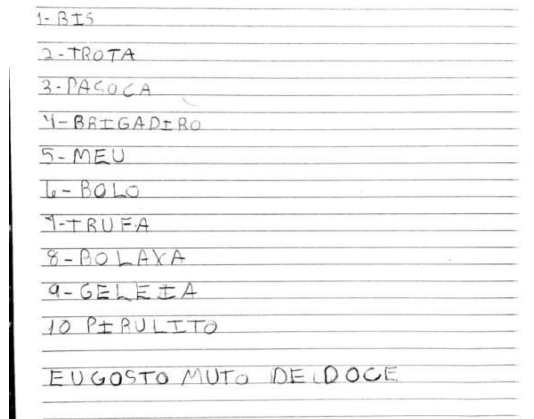 1- BIS
2-TROTA
3-PAÇOCA
4-BRIGADIRO
5-MEU
6-BOLO
7-TRUFA
8-BOLAXA
9-GELEIA
10 PIRULITO
EU GOSTO MUTO DE DOCE